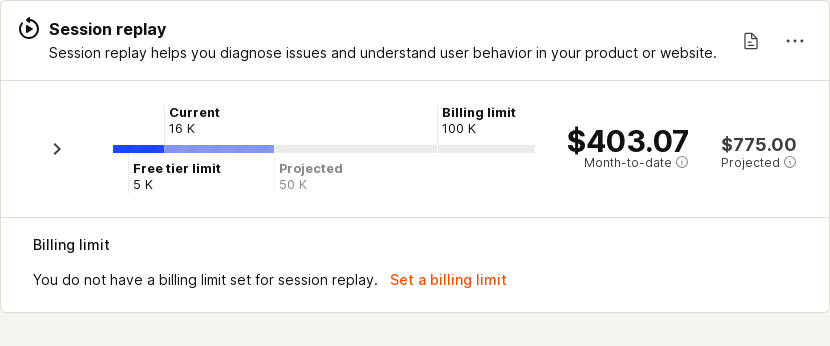 Session replay
Session replay helps you diagnose issues and understand user behavior in your product or website.
Current
16 K
Billing limit
100 K
Free tier limit
5 K
Projected
50 K
$403.07
Month-to-date
$775.00
Projected
Billing limit
You do not have a billing limit set for session replay. Set a billing limit